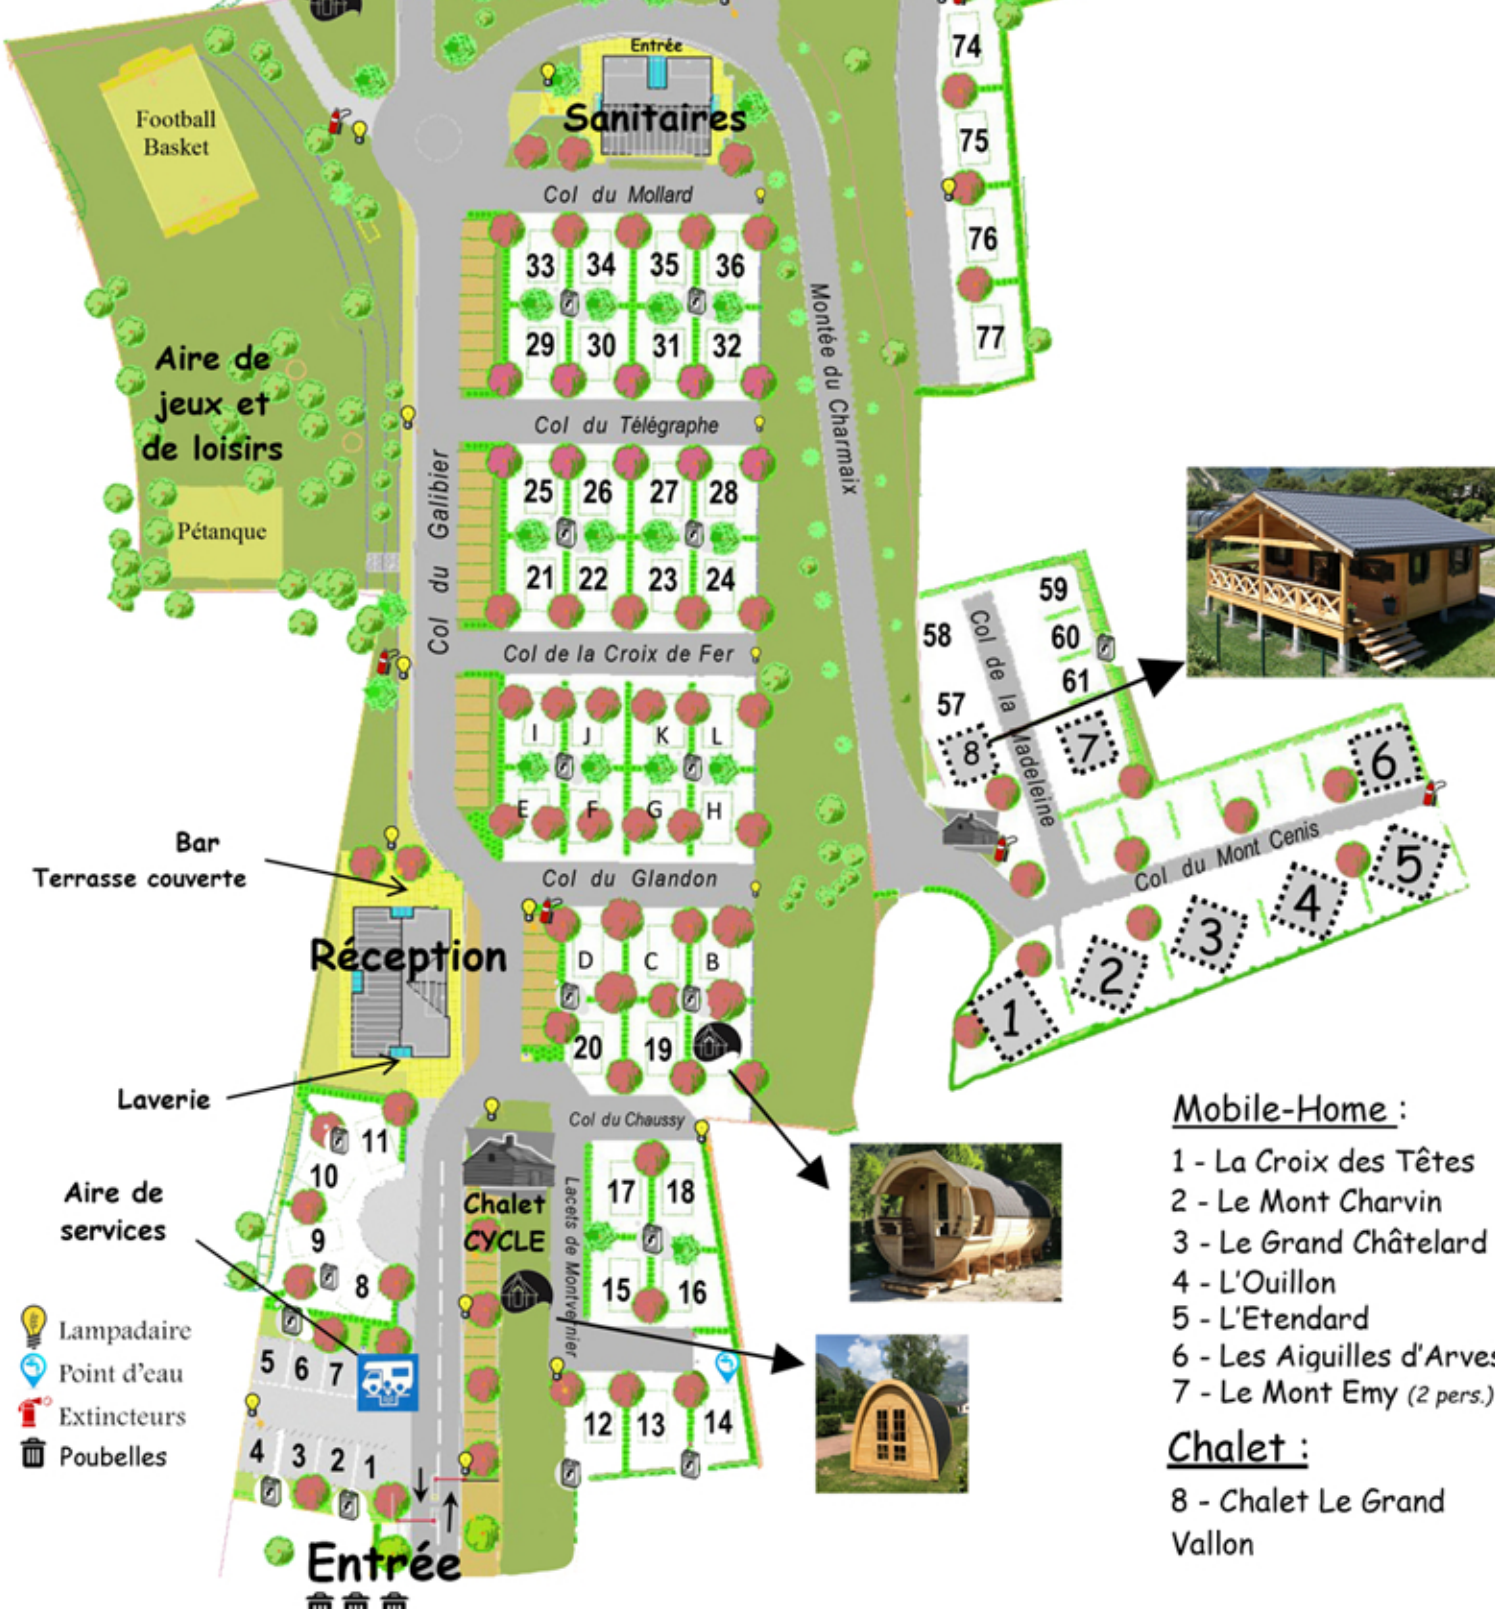 Entrée
Sanitaires
Football
Basket
74
75
76
77
Col du Mollard
33 34 35 36
29 30 31 32
Aire de
jeux et
de loisirs
Pétanque
Col du Télégraphe
Col du Galibier
Montée du Charmaix
25 26 27 28
21 22 23 24
Col de la Croix de Fer
I J K L
E F G H
59
58
60
61
57
8
7
Col de la Madeleine
6
5
4
3
2
1
Col du Mont Cenis
Bar
Terrasse couverte
Col du Glandon
Réception
D C B
20 19
Laverie
Col du Chaussy
11
10
9
8
Aire de
services
Chalet
CYCLE
Lacets de Montvernier
17 18
15 16
12 13 14
5 6 7
4 3 2 1
Lampadaire
Point d'eau
Extincteurs
Poubelles
Entrée
Mobile-Home :
1 - La Croix des Têtes
2 - Le Mont Charvin
3 - Le Grand Châtelard
4 - L'Ouillon
5 - L'Etendard
6 - Les Aiguilles d'Arves
7 - Le Mont Emy (2 pers.)
Chalet :
8 - Chalet Le Grand
Vallon